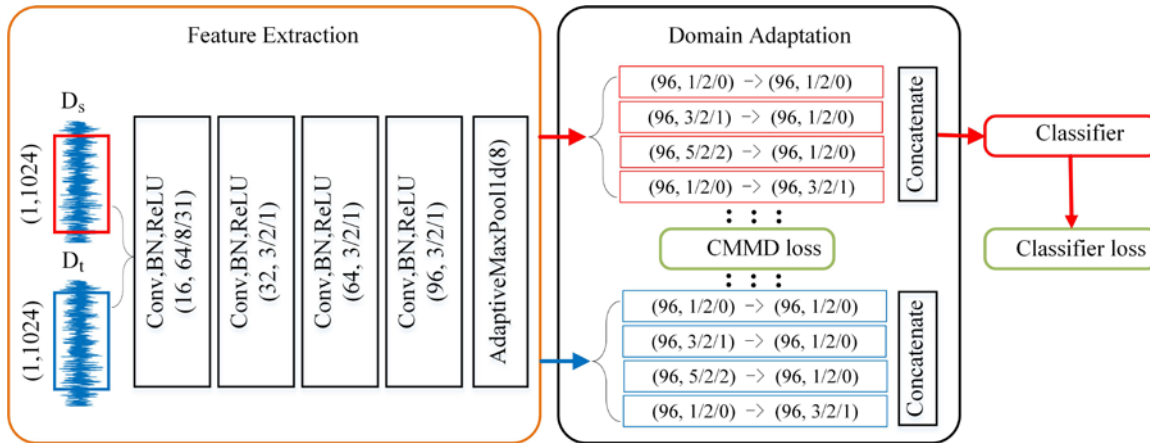 Feature Extraction
Ds
(1,1024)
Dt
(1,1024)
Conv,BN,ReLU
(16, 64/8/31)
Conv,BN,ReLU
(32, 3/2/1)
Conv,BN,ReLU
(64, 3/2/1)
Conv,BN,ReLU
(96, 3/2/1)
AdaptiveMaxPool1d(8)
Domain Adaptation
(96, 1/2/0) -> (96, 1/2/0)
(96, 3/2/1) -> (96, 1/2/0)
(96, 5/2/2) -> (96, 1/2/0)
(96, 1/2/0) -> (96, 3/2/1)
Concatenate
CMMD loss
(96, 1/2/0) -> (96, 1/2/0)
(96, 3/2/1) -> (96, 1/2/0)
(96, 5/2/2) -> (96, 1/2/0)
(96, 1/2/0) -> (96, 3/2/1)
Concatenate
Classifier
Classifier loss